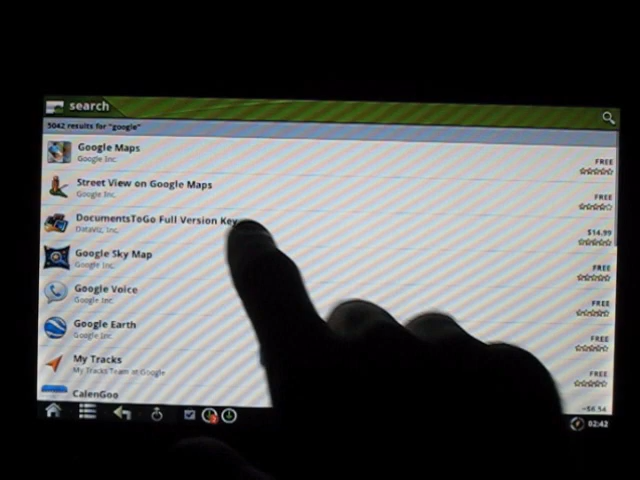 search
5042 results for "google"
Google Maps
Google Inc.
FREE
Street View on Google Maps
Google Inc.
FREE
DocumentsToGo Full Version Key
DataViz, Inc.
$14.99
Google Sky Map
Google Inc.
FREE
Google Voice
Google Inc.
FREE
Google Earth
Google Inc.
FREE
My Tracks
My Tracks Team at Google
FREE
CalenGoo
~$6.54
02:42